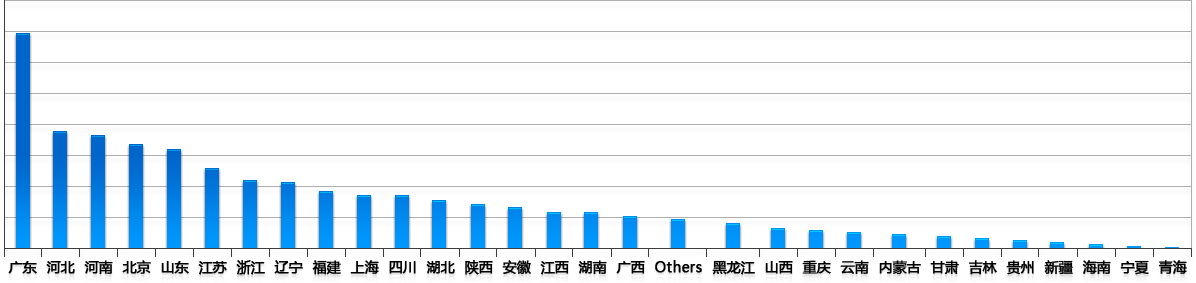 广东 河北 河南 北京 山东 江苏 浙江 辽宁 福建 上海 四川 湖北 陕西 安徽 江西 湖南 广西 Others 黑龙江 山西 重庆 云南 内蒙古 甘肃 吉林 贵州 新疆 海南 宁夏 青海